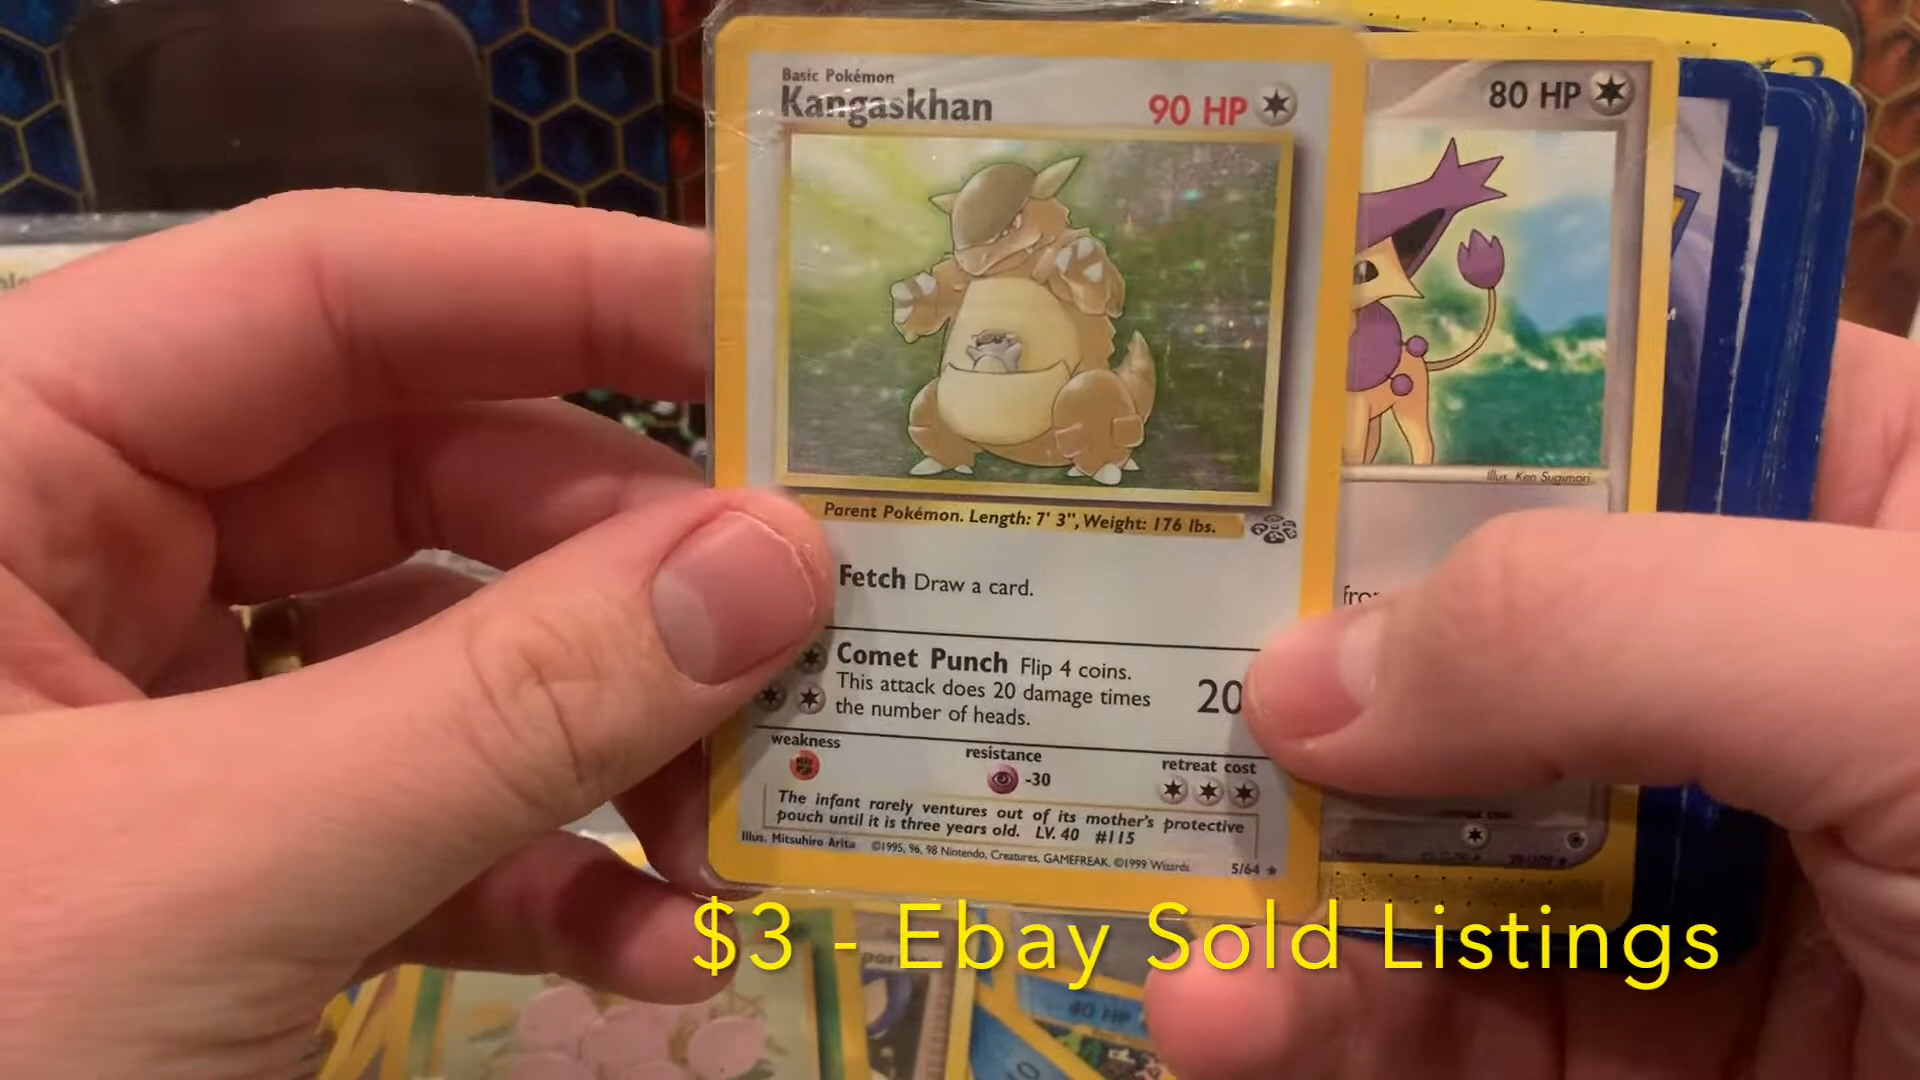 Basic Pokémon
Kangaskhan
90 HP
Parent Pokémon. Length: 7' 3", Weight: 176 lbs.
Fetch Draw a card.
Comet Punch Flip 4 coins.
This attack does 20 damage times
the number of heads.
20
weakness
resistance
-30
retreat cost
The infant rarely ventures out of its mother's protective
pouch until it is three years old. LV. 40 #115
Illus. Mitsuhiro Arita ©1995, 96, 98 Nintendo, Creatures, GAMEFREAK. ©1999 Wizards.
5/64
80 HP
Illus. Ken Sugimori
$3 - Ebay Sold Listings
40 HP